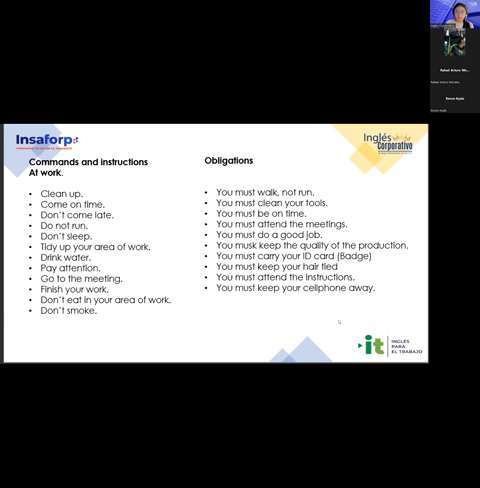 Insaforp
Inglés
Corporativo
Commands and instructions
At work.
Clean up.
Come on time.
Don't come late.
Do not run.
Don't sleep.
Tidy up your area of work.
Drink water.
Pay attention.
Go to the meeting.
Finish your work.
Don't eat in your area of work.
Don't smoke.
Obligations
You must walk, not run.
You must clean your tools.
You must be on time.
You must attend the meetings.
You must do a good job.
You musk keep the quality of the production.
You must carry your ID card (Badge)
You must keep your hair tied
You must attend the instructions.
You must keep your cellphone away.
it
INGLÉS
PARA
EL TRABAJO